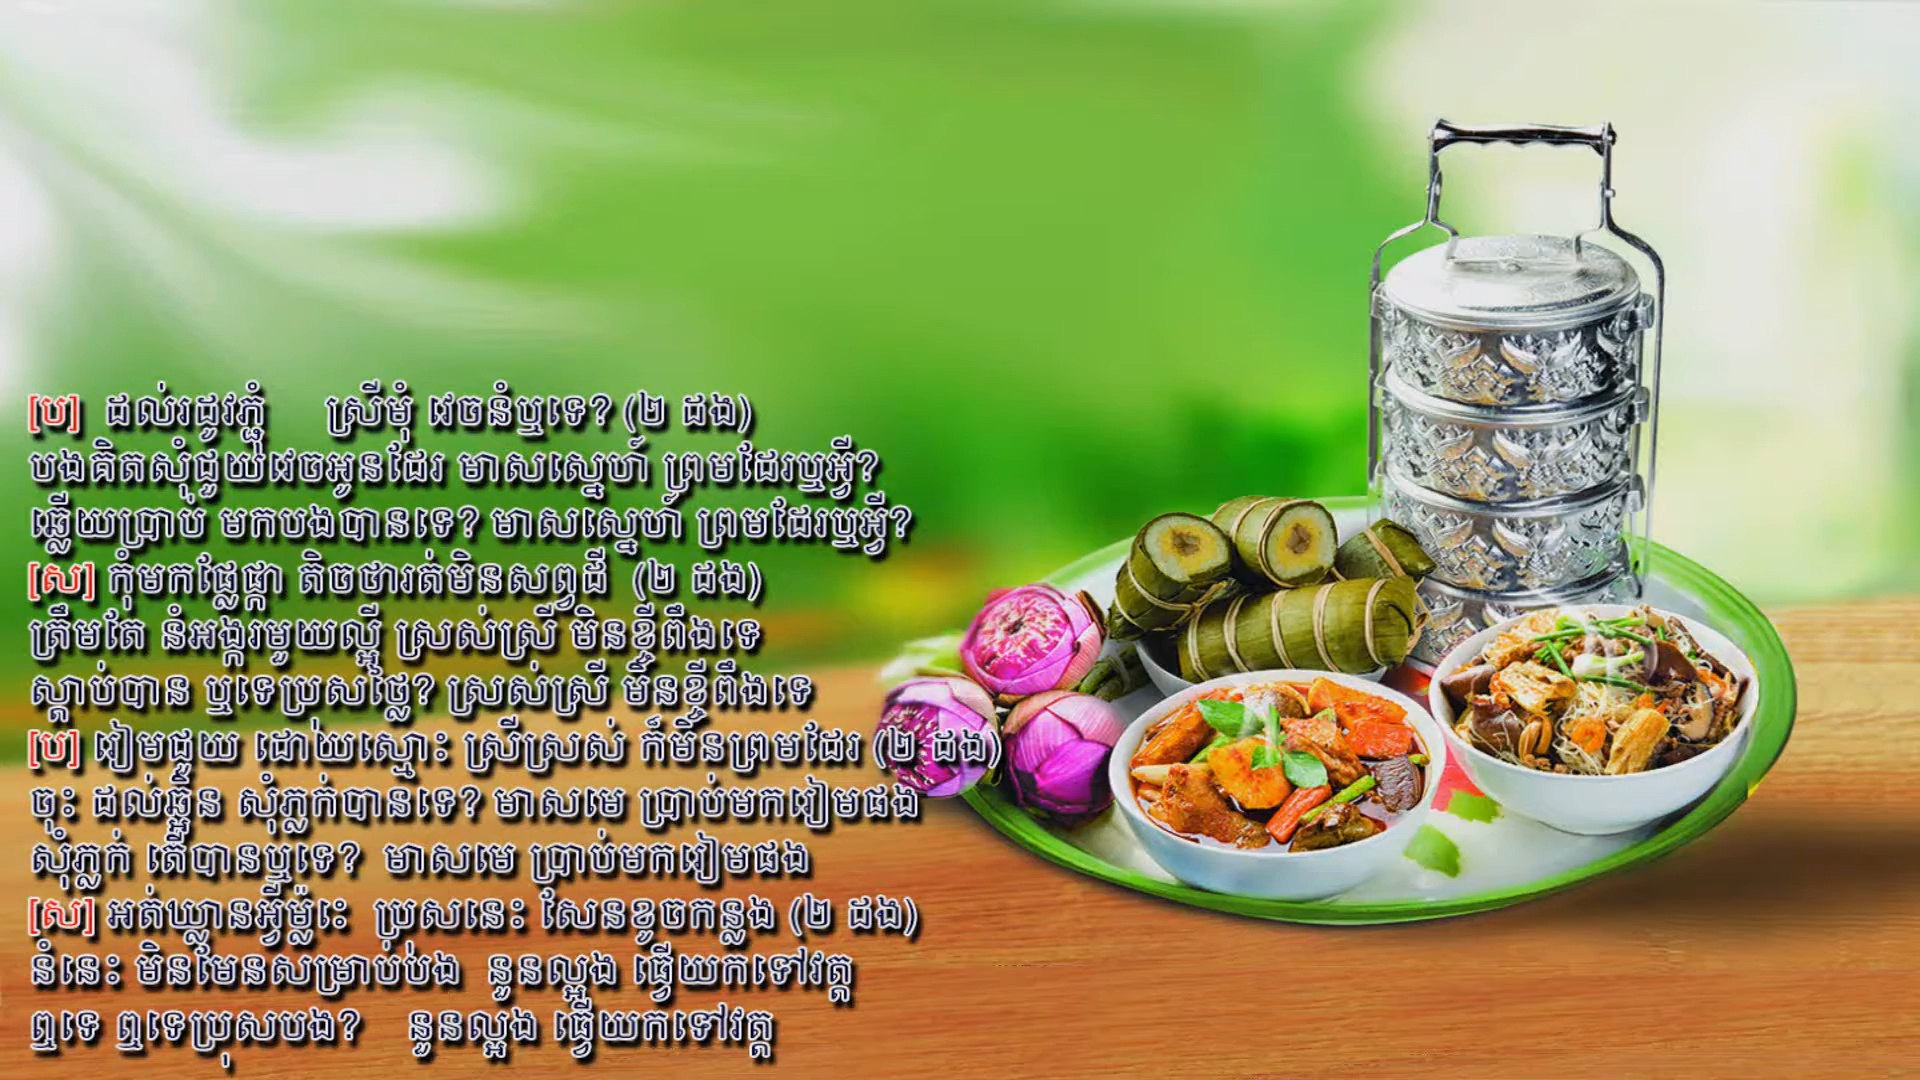 [ប] ដល់រដូវភ្ជុំ ស្រីមុំ វេចនំឬទេ? (២ ដង)
បងគិតសុំជួយវេចអូនដែរ មាសស្នេហ៍ ព្រមដែរឬអ្វី?
ឆ្លើយប្រាប់ មកបងបានទេ? មាសស្នេហ៍ ព្រមដែរឬអ្វី?
[ស] កុំមកផ្លែផ្កា តិចថារត់មិនសព្វដី (២ ដង)
ត្រឹមតែ នំអង្ករមួយល្អី ស្រស់ស្រី មិនខ្ចីពឹងទេ
ស្តាប់បាន ឬទេប្រសថ្លៃ? ស្រស់ស្រី មិនខ្ចីពឹងទេ
[ប] រៀមជួយ ដោយស្មោះ ស្រីស្រស់ ក៏មិនព្រមដែរ (២ ដង)
ចុះ ដល់ឆ្អិន សុំភ្លក់បានទេ? មាសមេ ប្រាប់មករៀមផង
សុំភ្លក់ តើបានឬទេ? មាសមេ ប្រាប់មករៀមផង
[ស] អត់ឃ្លានអ្វីម្ល៉េះ ប្រសនេះ សែនខូចកន្លង (២ ដង)
នំនេះ មិនមែនសម្រាប់បង នួនល្អង ធ្វើយកទៅវត្ត
ឮទេ ឮទេប្រុសបង? នួនល្អង ធ្វើយកទៅវត្ត